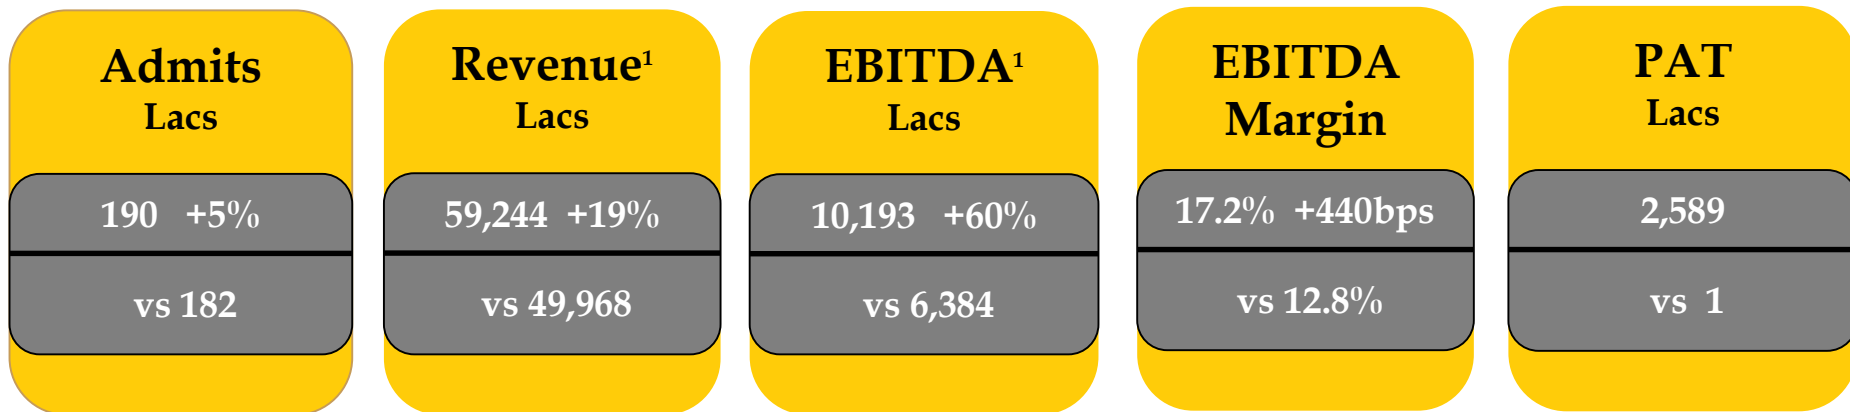 Admits
Lacs
190 +5%
vs 182
Revenue¹
Lacs
59,244 +19%
vs 49,968
EBITDA¹
Lacs
10,193 +60%
vs 6,384
EBITDA
Margin
17.2% +440bps
vs 12.8%
PAT
Lacs
2,589
vs 1